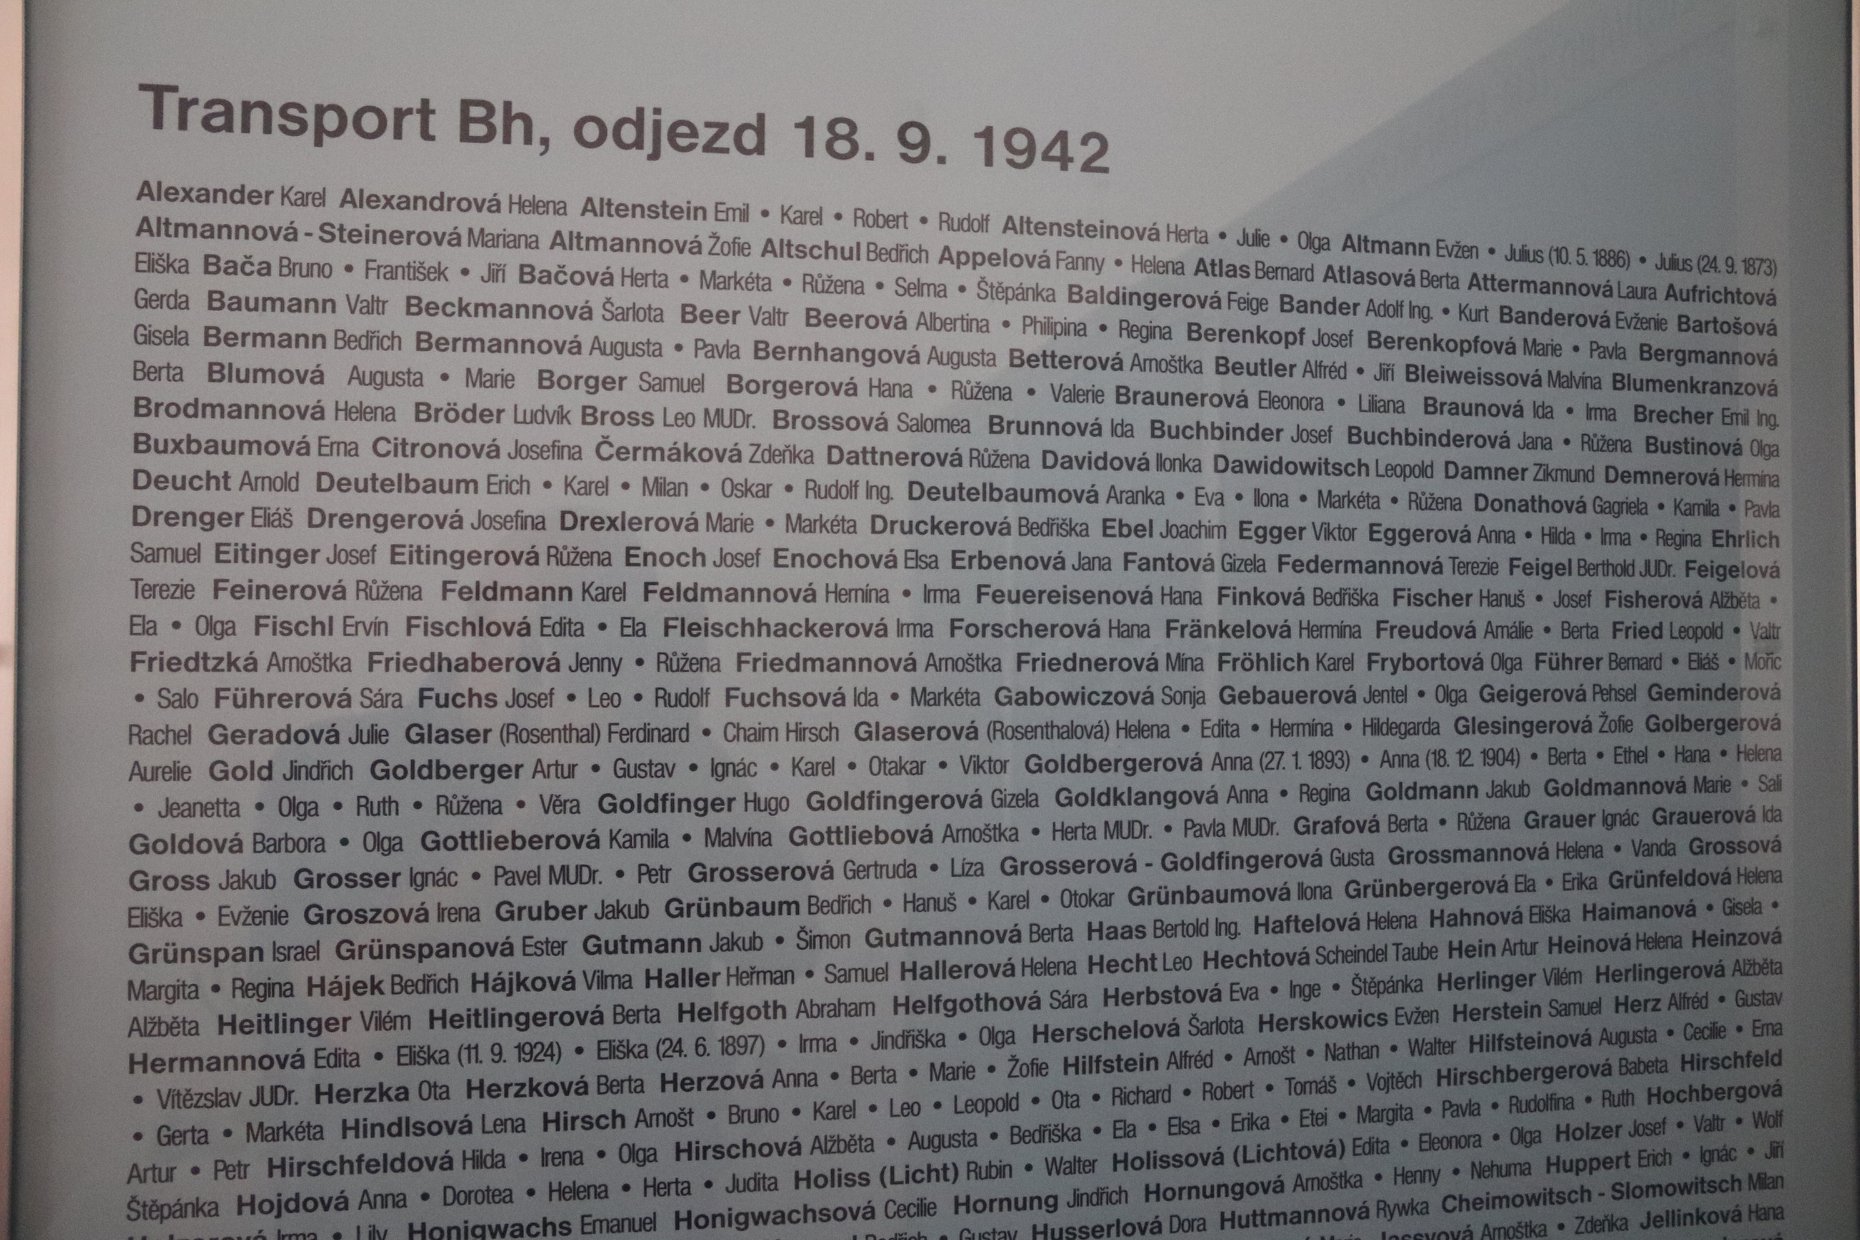 Transport Bh, odjezd 18. 9. 1942
Alexander Karel Alexandrová Helena Altenstein Emil • Karel • Robert • Rudolf Altensteinová Herta • Julie • Olga Altmann Evžen • Julius (10. 5. 1886) • Julius (24. 9. 1873)
Altmannová - Steinerová Mariana Altmannová Žofie Altschul Bedřich Appelová Fanny • Helena Atlas Bernard Atlasová Berta Attermannová Laura Aufrichtová
Eliška Bača Bruno • František • Jiří Bačová Herta • Markéta • Růžena • Selma • Štěpánka Baldingerová Feige Bander Adolf Ing. • Kurt Banderová Evženie Bartošová
Gerda Baumann Valtr Beckmannová Šarlota Beer Valtr Beerová Albertina • Philipina • Regina Berenkopf Josef Berenkopfová Marie • Pavla Bergmannová
Gisela Bermann Bedřich Bermannová Augusta • Pavla Bernhangová Augusta Betterová Arnoštka Beutler Alfréd • Jiří Bleiweissová Malvína Blumenkranzová
Berta Blumová Augusta • Marie Borger Samuel Borgerová Hana • Růžena • Valerie Braunerová Eleonora • Liliana Braunová Ida • Irma Brecher Emil Ing.
Brodmannová Helena Bröder Ludvík Bross Leo MUDr. Brossová Salomea Brunnová Ida Buchbinder Josef Buchbinderová Jana • Růžena Bustinová Olga
Buxbaumová Erna Citronová Josefina Čermáková Zdeňka Dattnerová Růžena Davidová Ilonka Dawidowitsch Leopold Damner Zikmund Demnerová Hermína
Deucht Arnold Deutelbaum Erich • Karel • Milan • Oskar • Rudolf Ing. Deutelbaumová Aranka • Eva • Ilona • Markéta • Růžena Donathová Gagriela • Kamila • Pavla
Drenger Eliáš Drengerová Josefina Drexlerová Marie • Markéta Druckerová Bedřiška Ebel Joachim Egger Viktor Eggerová Anna • Hilda • Irma • Regina Ehrlich
Samuel Eitinger Josef Eitingerová Růžena Enoch Josef Enochová Elsa Erbenová Jana Fantová Gizela Federmannová Terezie Feigel Berthold JUDr. Feigelová
Terezie Feinerová Růžena Feldmann Karel Feldmannová Hernína • Irma Feuereisenová Hana Finková Bedřiška Fischer Hanuš • Josef Fisherová Alžběta •
Ela • Olga Fischl Ervín Fischlová Edita • Ela Fleischhackerová Irma Forscherová Hana Fränkelová Hermína Freudová Amálie • Berta Fried Leopold • Valtr
Friedtzká Arnoštka Friedhaberová Jenny • Růžena Friedmannová Arnoštka Friednerová Mína Fröhlich Karel Frybortová Olga Führer Bernard • Eliáš • Mořic
• Salo Führerová Sára Fuchs Josef • Leo • Rudolf Fuchsová Ida • Markéta Gabowiczová Sonja Gebauerová Jentel • Olga Geigerová Pehsel Geminderová
Rachel Geradová Julie Glaser (Rosenthal) Ferdinard • Chaim Hirsch Glaserová (Rosenthalová) Helena • Edita • Hermína • Hildegarda Glesingerová Žofie Golbergerová
Aurelie Gold Jindřich Goldberger Artur • Gustav • Ignác • Karel • Otakar • Viktor Goldbergerová Anna (27. 1. 1893) • Anna (18. 12. 1904) • Berta • Ethel • Hana • Helena
• Jeanetta • Olga • Ruth • Růžena • Věra Goldfinger Hugo Goldfingerová Gizela Goldklangová Anna • Regina Goldmann Jakub Goldmannová Marie • Sali
Goldová Barbora • Olga Gottlieberová Kamila • Malvína Gottliebová Arnoštka • Herta MUDr. • Pavla MUDr. Grafová Berta • Růžena Grauer Ignác Grauerová Ida
Gross Jakub Grosser Ignác • Pavel MUDr. • Petr Grosserová Gertruda • Líza Grosserová - Goldfingerová Gusta Grossmannová Helena • Vanda Grossová
Eliška • Evženie Groszová Irena Gruber Jakub Grünbaum Bedřich • Hanuš • Karel • Otokar Grünbaumová Ilona Grünbergerová Ela • Erika Grünfeldová Helena
Grünspan Israel Grünspanová Ester Gutmann Jakub • Šimon Gutmannová Berta Haas Bertold Ing. Haftelová Helena Hahnová Eliška Haimanová • Gisela •
Margita • Regina Hájek Bedřich Hájková Vilma Haller Heřman • Samuel Hallerová Helena Hecht Leo Hechtová Scheindel Taube Hein Artur Heinová Helena Heinzová
Alžběta Heitlinger Vilém Heitlingerová Berta Helfgoth Abraham Helfgothová Sára Herbstová Eva • Inge • Štěpánka Herlinger Vilém Herlingerová Alžběta
Hermannová Edita • Eliška (11. 9. 1924) • Eliška (24. 6. 1897) • Irma • Jindřiška • Olga Herschelová Šarlota Herskowics Evžen Herstein Samuel Herz Alfréd • Gustav
• Vítězslav JUDr. Herzka Ota Herzková Berta Herzová Anna • Berta • Marie • Žofie Hilfstein Alfréd • Arnošt • Nathan • Walter Hilfsteinová Augusta • Cecilie • Erna
• Gerta • Markéta Hindlsová Lena Hirsch Arnošt • Bruno • Karel • Leo • Leopold • Ota • Richard • Robert • Tomáš • Vojtěch Hirschbergerová Babeta Hirschfeld
Artur • Petr Hirschfeldová Hilda • Irena • Olga Hirschová Alžběta • Augusta • Bedřiška • Ela • Elsa • Erika • Etei • Margita • Pavla • Rudolfina • Ruth Hochbergová
Štěpánka Hojdová Anna • Dorotea • Helena • Herta • Judita Holiss (Licht) Rubin • Walter Holissová (Lichtová) Edita • Eleonora • Olga Holzer Josef • Valtr • Wolf
Irma • Lily Honigwachs Emanuel Honigwachsová Cecilie Hornung Jindřich Hornungová Arnoštka • Henny • Nehuma Huppert Erich • Ignác • Jiří
Bedřich • Gustav Husserlová Dora Huttmannová Rywka Cheimowitsch - Slomowitsch Milan
Arnoštka • Zdeňka Jellinková Hana